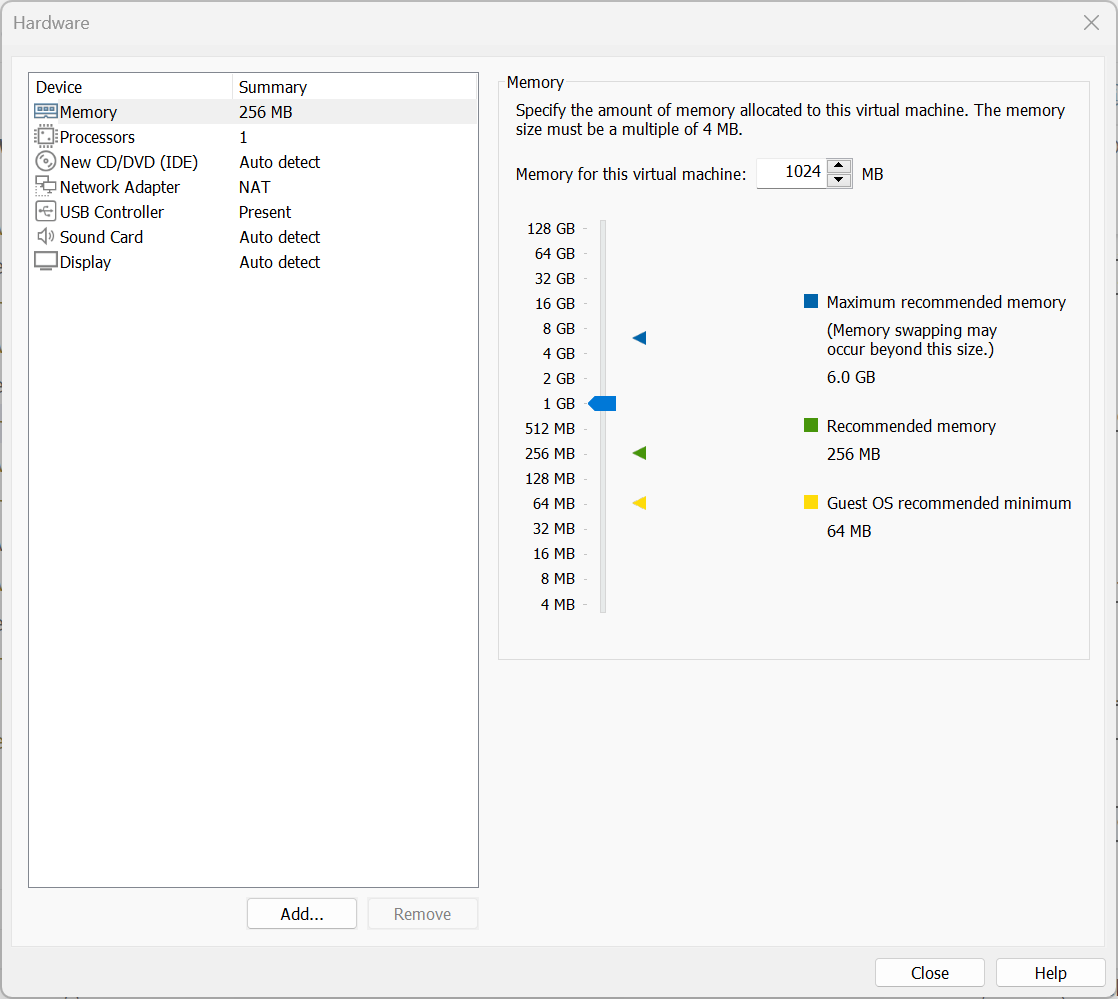 Hardware
Device Summary
Memory 256 MB
Processors 1
New CD/DVD (IDE) Auto detect
Network Adapter NAT
USB Controller Present
Sound Card Auto detect
Display Auto detect
Add...
Remove
Memory
Specify the amount of memory allocated to this virtual machine. The memory
size must be a multiple of 4 MB.
Memory for this virtual machine: 1024 MB
128 GB
64 GB
32 GB
16 GB
8 GB
4 GB
2 GB
1 GB
512 MB
256 MB
128 MB
64 MB
32 MB
16 MB
8 MB
4 MB
Maximum recommended memory
(Memory swapping may
occur beyond this size.)
6.0 GB
Recommended memory
256 MB
Guest OS recommended minimum
64 MB
Close
Help